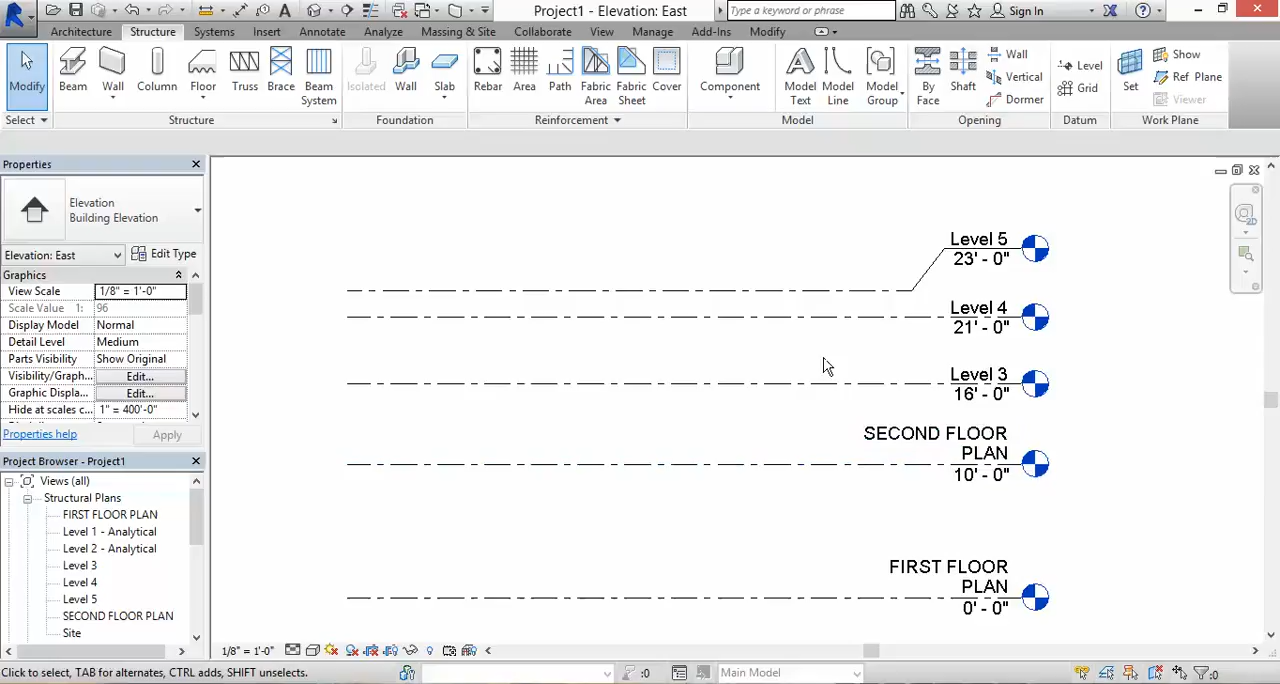 Project1 - Elevation: East
Type a keyword or phrase
Sign In
Architecture Structure Systems Insert Annotate Analyze Massing & Site Collaborate View Manage Add-Ins Modify
Modify Beam Wall Column Floor Truss Brace Beam System Isolated Wall Slab Rebar Area Path Fabric Area Fabric Sheet Cover Component Model Text Model Line Model Group By Face Shaft Wall Vertical Dormer Level Grid Set Show Ref Plane Viewer
Select Structure Foundation Reinforcement Model Opening Datum Work Plane
Properties
Elevation
Building Elevation
Elevation: East Edit Type
Graphics
View Scale 1/8" = 1'-0"
Scale Value 1: 96
Display Model Normal
Detail Level Medium
Parts Visibility Show Original
Visibility/Graph... Edit...
Graphic Displa... Edit...
Hide at scales c... 1" = 400'-0"
Properties help Apply
Project Browser - Project1
Views (all)
Structural Plans
FIRST FLOOR PLAN
Level 1 - Analytical
Level 2 - Analytical
Level 3
Level 4
Level 5
SECOND FLOOR PLAN
Site
Level 5
23' - 0"
Level 4
21' - 0"
Level 3
16' - 0"
SECOND FLOOR
PLAN
10' - 0"
FIRST FLOOR
PLAN
0' - 0"
1/8" = 1'-0"
Click to select, TAB for alternates, CTRL adds, SHIFT unselects.
:0
Main Model
:0